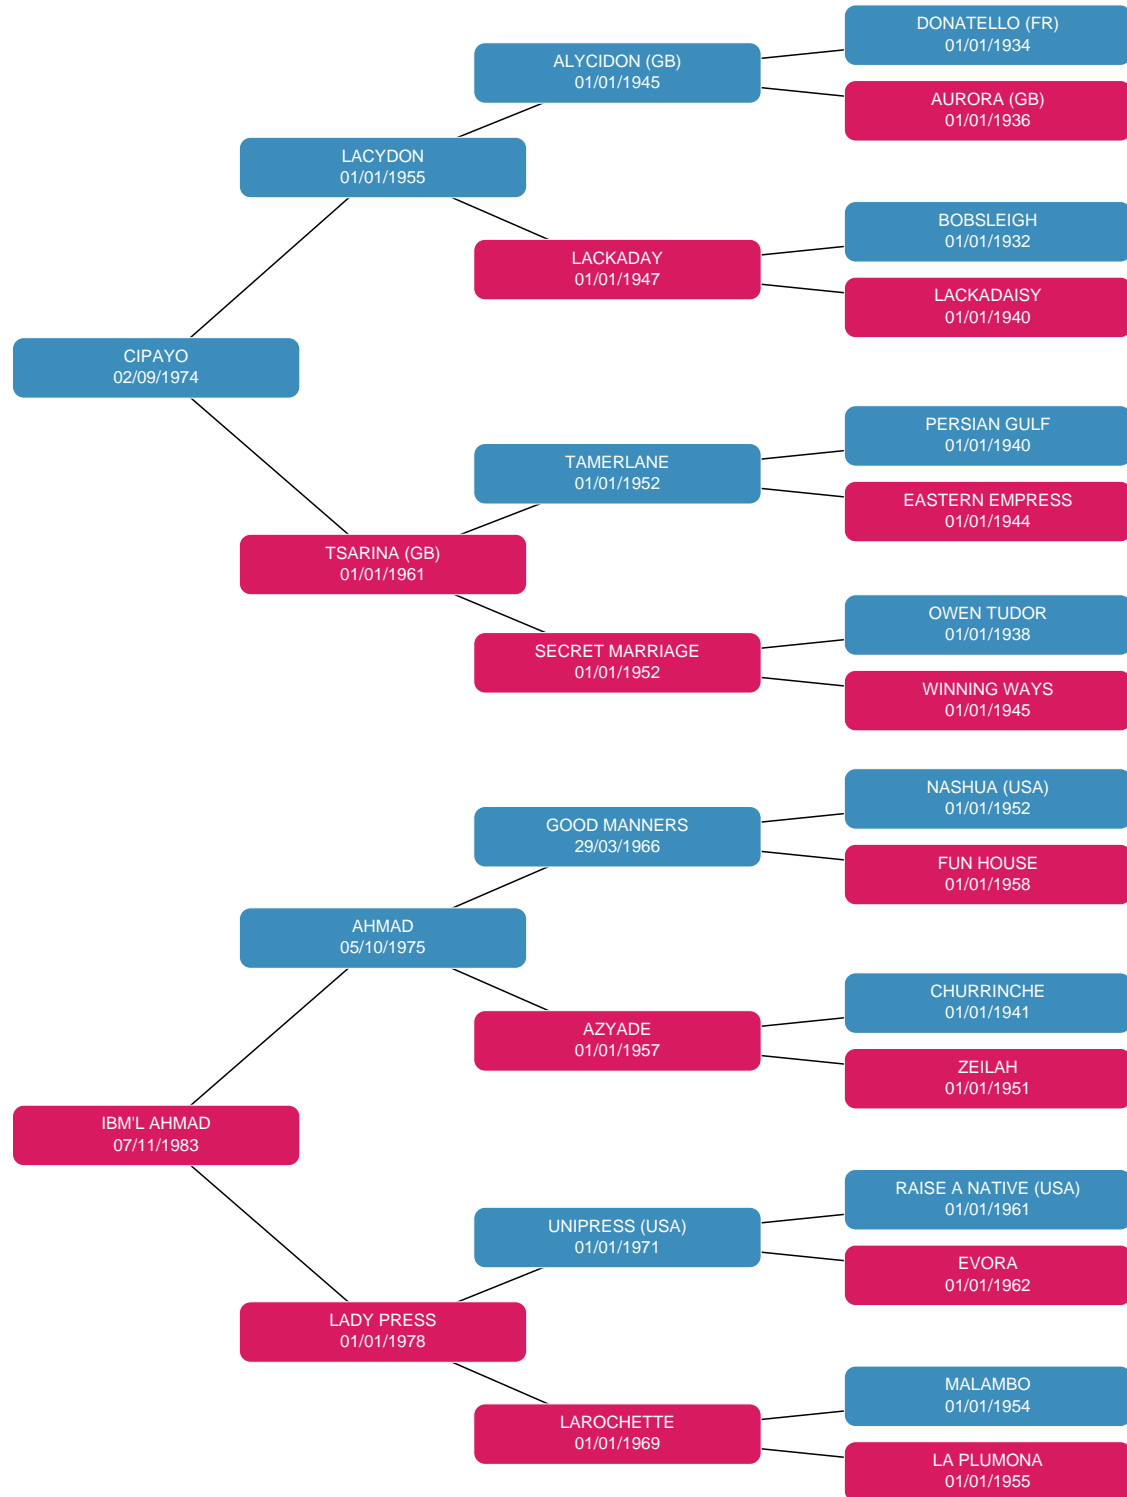 DONATELLO (FR)
01/01/1934
ALYCIDON (GB)
01/01/1945
AURORA (GB)
01/01/1936
LACYDON
01/01/1955
BOBSLEIGH
01/01/1932
LACKADAY
01/01/1947
LACKADAISY
01/01/1940
CIPAYO
02/09/1974
PERSIAN GULF
01/01/1940
TAMERLANE
01/01/1952
EASTERN EMPRESS
01/01/1944
TSARINA (GB)
01/01/1961
OWEN TUDOR
01/01/1938
SECRET MARRIAGE
01/01/1952
WINNING WAYS
01/01/1945
NASHUA (USA)
01/01/1952
GOOD MANNERS
29/03/1966
FUN HOUSE
01/01/1958
AHMAD
05/10/1975
CHURRINCHE
01/01/1941
AZYADE
01/01/1957
ZEILAH
01/01/1951
IBM'L AHMAD
07/11/1983
RAISE A NATIVE (USA)
01/01/1961
UNIPRESS (USA)
01/01/1971
EVORA
01/01/1962
LADY PRESS
01/01/1978
MALAMBO
01/01/1954
LAROCHETTE
01/01/1969
LA PLUMONA
01/01/1955